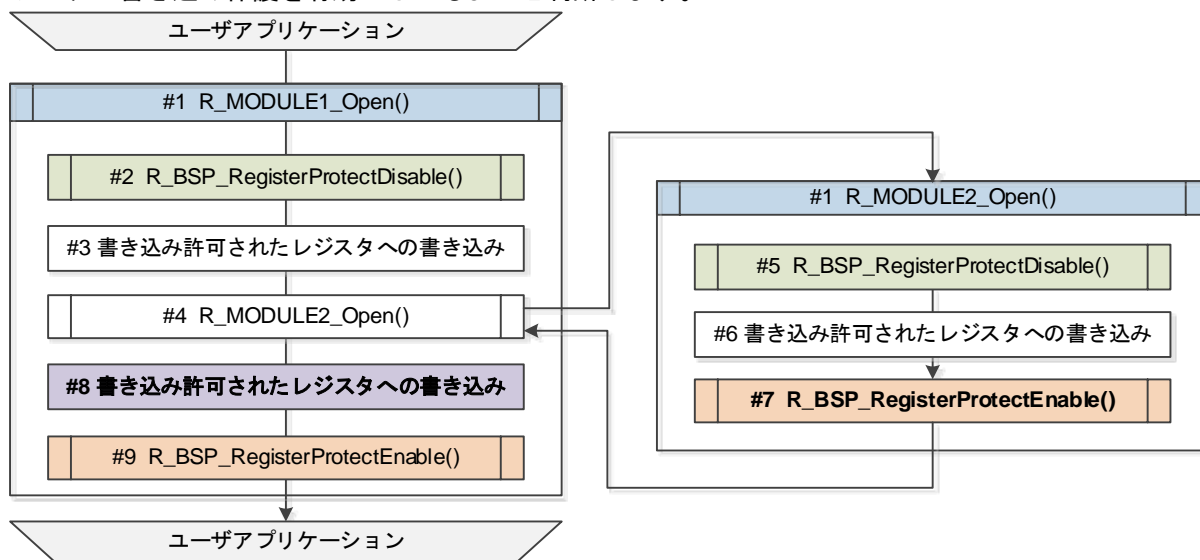 ユーザアプリケーション
#1 R_MODULE1_Open()
#2 R_BSP_RegisterProtectDisable()
#3 書き込み許可されたレジスタへの書き込み
#4 R_MODULE2_Open()
#8 書き込み許可されたレジスタへの書き込み
#9 R_BSP_RegisterProtectEnable()
ユーザアプリケーション
#1 R_MODULE2_Open()
#5 R_BSP_RegisterProtectDisable()
#6 書き込み許可されたレジスタへの書き込み
#7 R_BSP_RegisterProtectEnable()